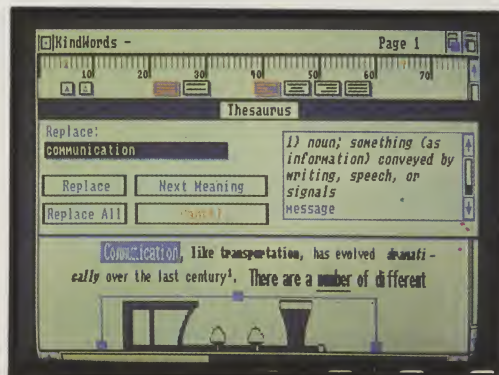 KindWords - Page 1
10 20 30 40 50 60 70
Thesaurus
Replace:
communication
1) noun; something (as
information) conveyed by
writing, speech, or
signals
message
Replace Next Meaning
Replace All Cancel
Communication, like transportation, has evolved dramati-
cally over the last century¹. There are a number of different